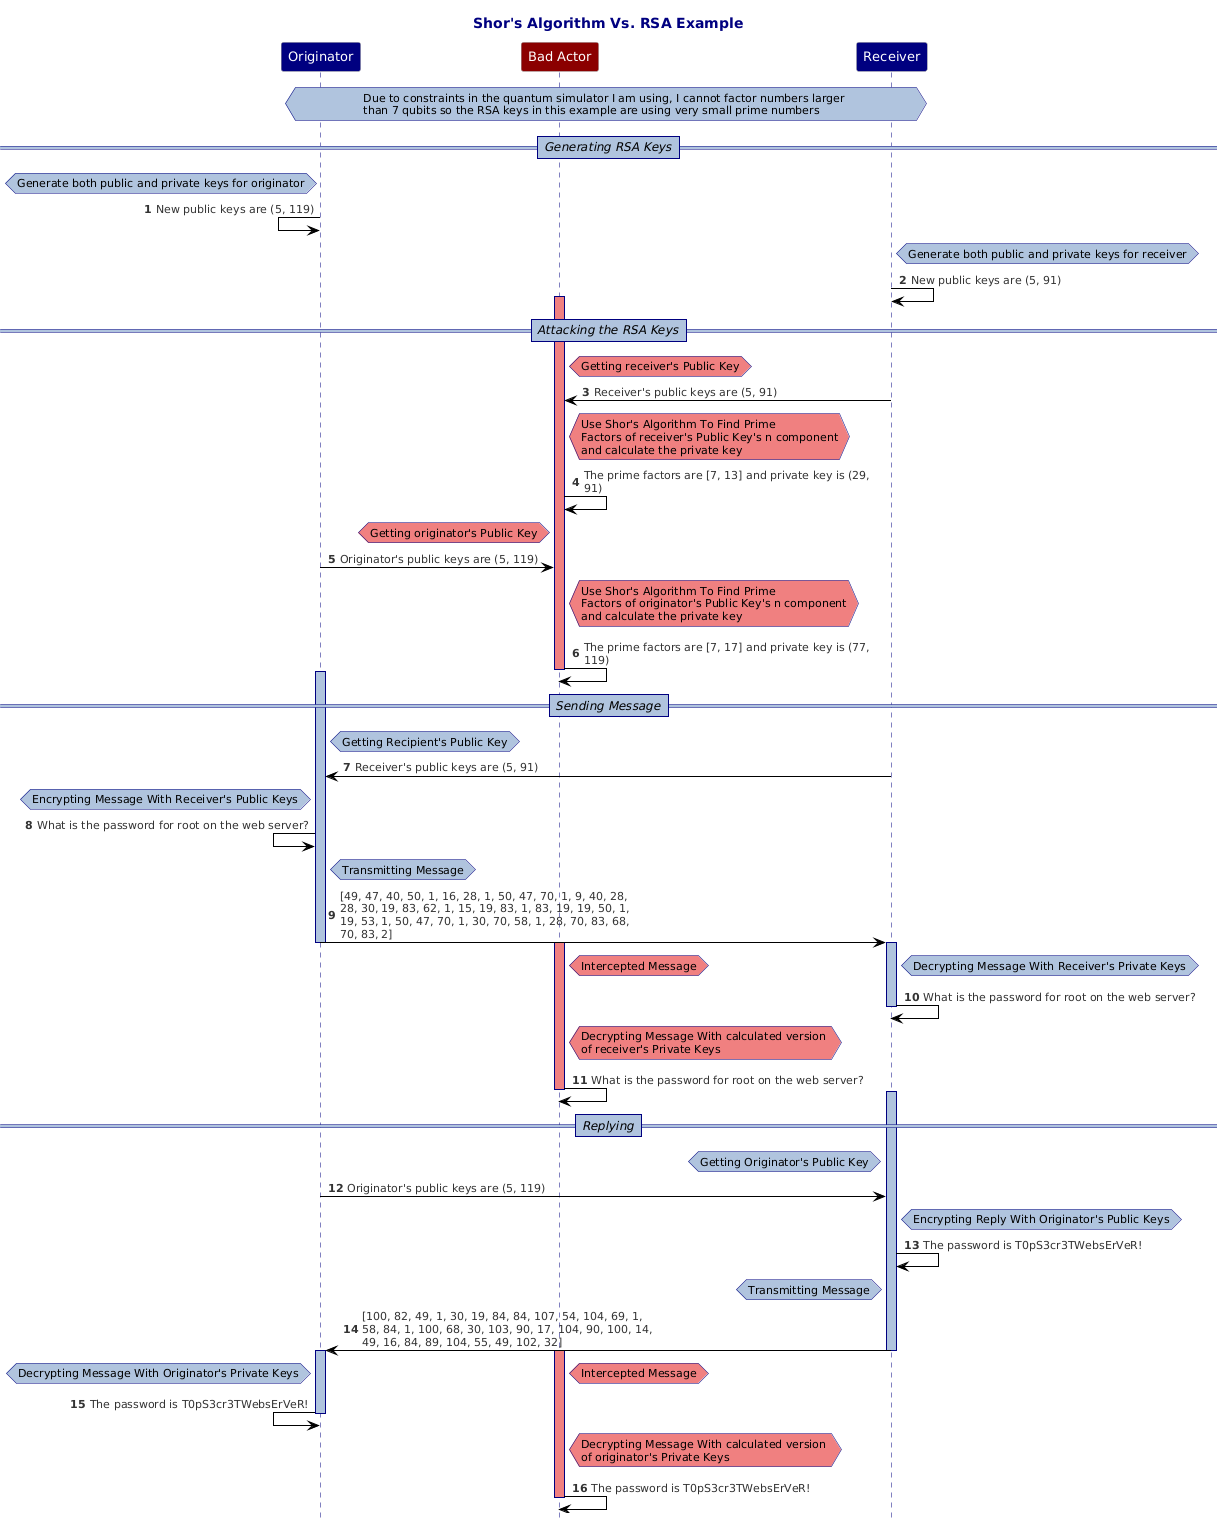 Shor's Algorithm Vs. RSA Example
Originator
Bad Actor
Receiver
Due to constraints in the quantum simulator I am using, I cannot factor numbers larger
than 7 qubits so the RSA keys in this example are using very small prime numbers
Generating RSA Keys
Generate both public and private keys for originator
1 New public keys are (5, 119)
Generate both public and private keys for receiver
2 New public keys are (5, 91)
Attacking the RSA Keys
Getting receiver's Public Key
3 Receiver's public keys are (5, 91)
Use Shor's Algorithm To Find Prime
Factors of receiver's Public Key's n component
and calculate the private key
4 The prime factors are [7, 13] and private key is (29,
91)
Getting originator's Public Key
5 Originator's public keys are (5, 119)
Use Shor's Algorithm To Find Prime
Factors of originator's Public Key's n component
and calculate the private key
6 The prime factors are [7, 17] and private key is (77,
119)
Sending Message
Getting Recipient's Public Key
7 Receiver's public keys are (5, 91)
Encrypting Message With Receiver's Public Keys
8 What is the password for root on the web server?
Transmitting Message
9 [49, 47, 40, 50, 1, 16, 28, 1, 50, 47, 70, 1, 9, 40, 28,
28, 30, 19, 83, 62, 1, 15, 19, 83, 1, 83, 19, 19, 50, 1,
19, 53, 1, 50, 47, 70, 1, 30, 70, 58, 1, 28, 70, 83, 68,
70, 83, 2]
Intercepted Message
Decrypting Message With Receiver's Private Keys
10 What is the password for root on the web server?
Decrypting Message With calculated version
of receiver's Private Keys
11 What is the password for root on the web server?
Replying
Getting Originator's Public Key
12 Originator's public keys are (5, 119)
Encrypting Reply With Originator's Public Keys
13 The password is T0pS3cr3TWebsErVeR!
Transmitting Message
14 [100, 82, 49, 1, 30, 19, 84, 84, 107, 54, 104, 69, 1,
58, 84, 1, 100, 68, 30, 103, 90, 17, 104, 90, 100, 14,
49, 16, 84, 89, 104, 55, 49, 102, 32]
Decrypting Message With Originator's Private Keys
Intercepted Message
15 The password is T0pS3cr3TWebsErVeR!
Decrypting Message With calculated version
of originator's Private Keys
16 The password is T0pS3cr3TWebsErVeR!